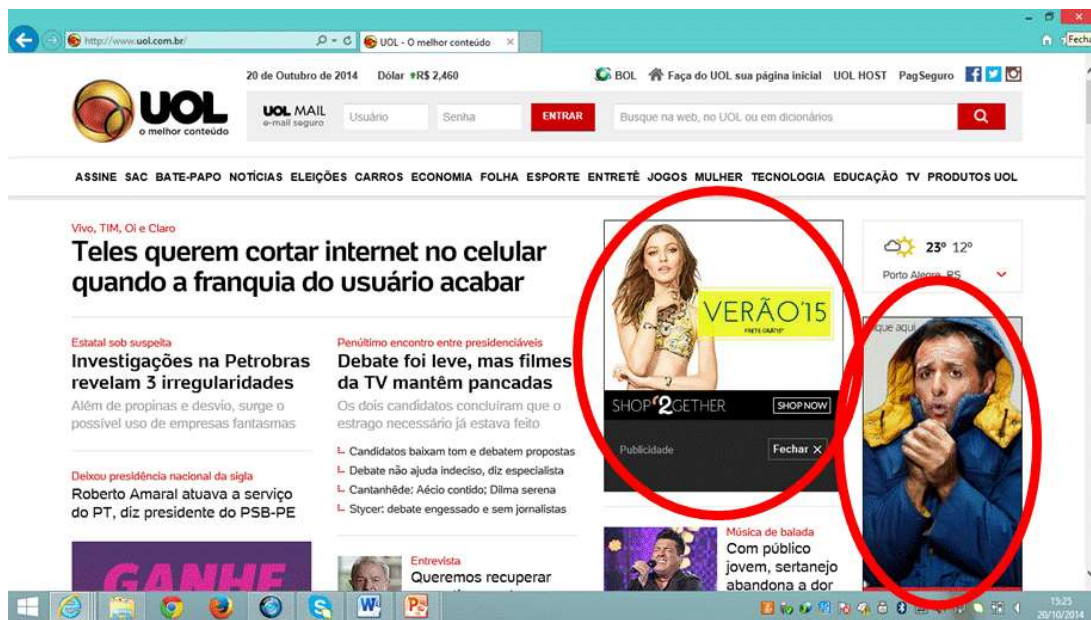 http://www.uol.com.br/
UOL - O melhor conteúdo
Fecha
20 de Outubro de 2014 Dólar R$ 2,460
BOL Faça do UOL sua página inicial UOL HOST PagSeguro
UOL
o melhor conteúdo
UOL MAIL
e-mail seguro
Usuário
Senha
ENTRAR
Busque na web, no UOL ou em dicionários
ASSINE SAC BATE-PAPO NOTÍCIAS ELEIÇÕES CARROS ECONOMIA FOLHA ESPORTE ENTRETÊ JOGOS MULHER TECNOLOGIA EDUCAÇÃO TV PRODUTOS UOL
Vivo, TIM, Oi e Claro
Teles querem cortar internet no celular
quando a franquia do usuário acabar
Estatal sob suspeita
Investigações na Petrobras
revelam 3 irregularidades
Além de propinas e desvio, surge o
possível uso de empresas fantasmas
Deixou presidência nacional da sigla
Roberto Amaral atuava a serviço
do PT, diz presidente do PSB-PE
GANHE
Penúltimo encontro entre presidenciáveis
Debate foi leve, mas filmes
da TV mantêm pancadas
Os dois candidatos concluíram que o
estrago necessário já estava feito
Candidatos baixam tom e debatem propostas
Debate não ajuda indeciso, diz especialista
Cantanhêde: Aécio contido; Dilma serena
Stycer: debate engessado e sem jornalistas
Entrevista
Queremos recuperar
VERÃO'15
FRETE GRÁTIS*
SHOP2GETHER
SHOP NOW
Publicidade
Fechar X
Música de balada
Com público
jovem, sertanejo
abandona a dor
23º 12º
Porto Alegre, RS
que aqui
15:25
20/10/2014